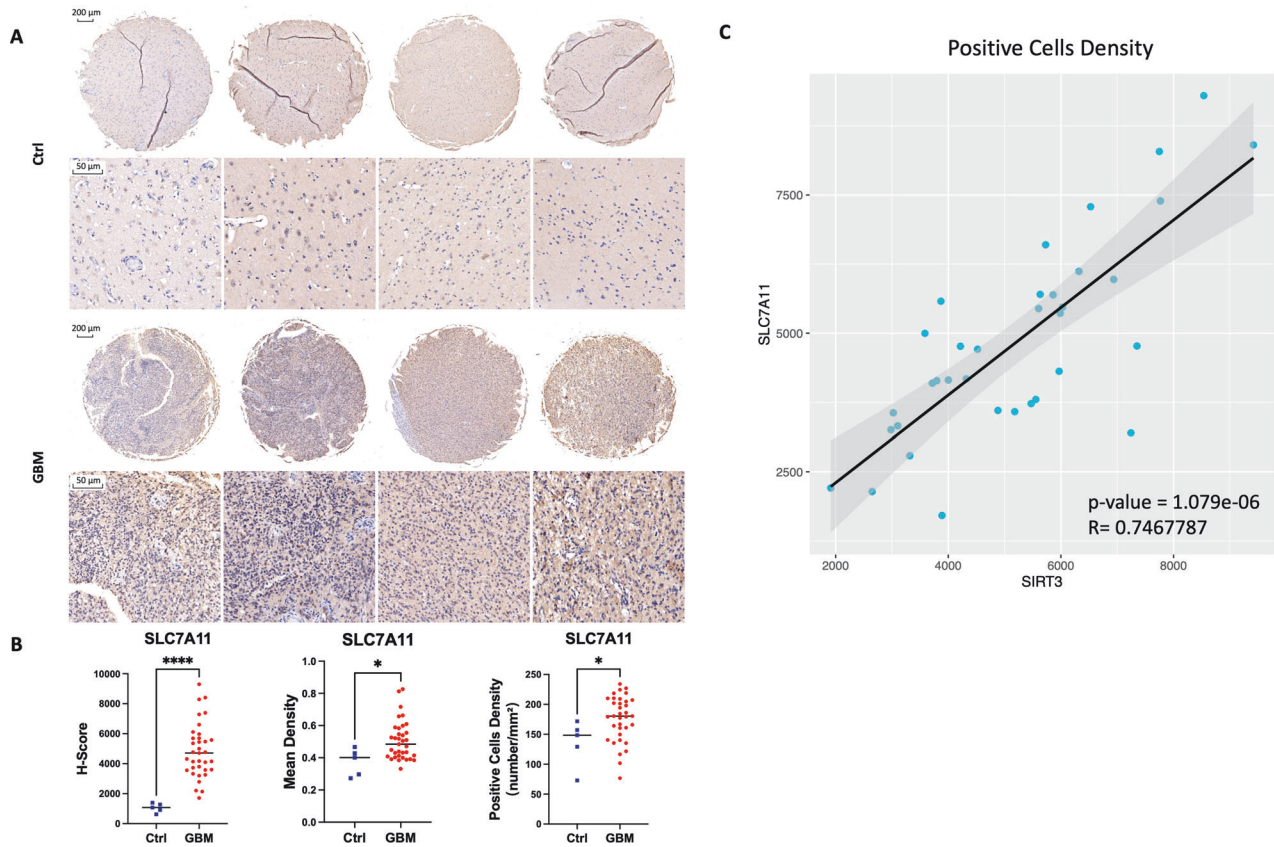 A
200 μm
Ctrl
50 μm
200 μm
GBM
50 μm
B
SLC7A11
****
H-Score
10000
8000
6000
4000
2000
0
Ctrl
GBM
SLC7A11
*
Mean Density
1.0
0.8
0.6
0.4
0.2
0.0
Ctrl
GBM
SLC7A11
*
Positive Cells Density
(number/mm²)
250
200
150
100
50
0
Ctrl
GBM
C
Positive Cells Density
SLC7A11
7500
5000
2500
p-value = 1.079e-06
R= 0.7467787
2000
4000
6000
8000
SIRT3